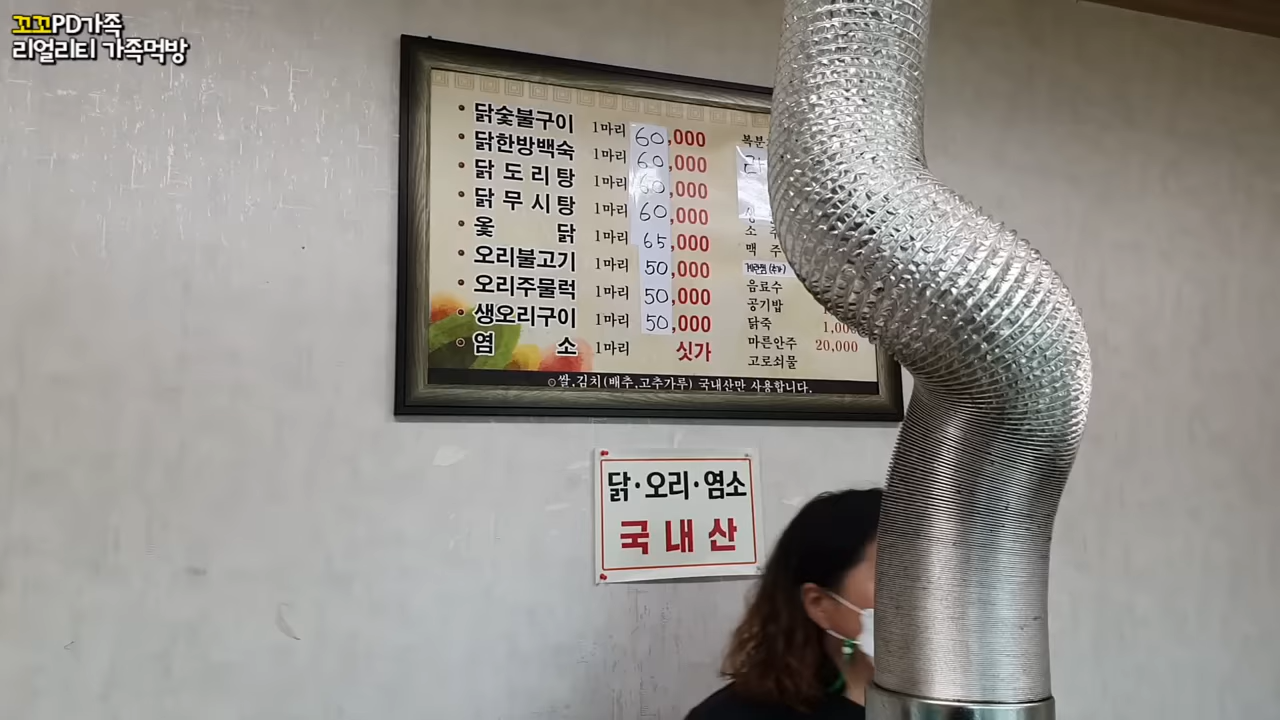 꼬꼬PD가족
리얼리티 가족먹방
닭숯불구이 1마리 60,000
닭한방백숙 1마리 60,000
닭도리탕 1마리 60,000
닭무시탕 1마리 60,000
옻닭 1마리 65,000
오리불고기 1마리 50,000
오리주물럭 1마리 50,000
생오리구이 1마리 50,000
염소 1마리 싯가
복분
소주
맥주
음료수
공기밥
닭죽
마른안주 20,000
고로쇠물
◎쌀,김치(배추,고추가루) 국내산만 사용합니다.
닭·오리·염소
국내산